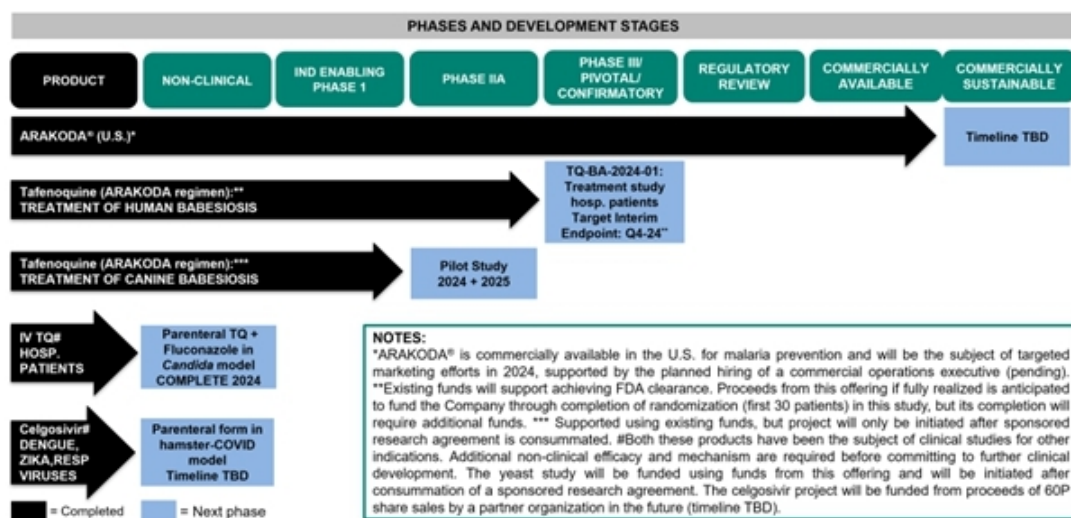 PHASES AND DEVELOPMENT STAGES
PRODUCT
NON-CLINICAL
IND ENABLING
PHASE 1
PHASE IIA
PHASE III/
PIVOTAL/
CONFIRMATORY
REGULATORY
REVIEW
COMMERCIALLY
AVAILABLE
COMMERCIALLY
SUSTAINABLE
ARAKODA® (U.S.)*
Timeline TBD
Tafenoquine (ARAKODA regimen):**
TREATMENT OF HUMAN BABESIOSIS
TQ-BA-2024-01:
Treatment study
hosp. patients
Target Interim
Endpoint: Q4-24**
Tafenoquine (ARAKODA regimen):***
TREATMENT OF CANINE BABESIOSIS
Pilot Study
2024 + 2025
IV TQ#
HOSP.
PATIENTS
Parenteral TQ +
Fluconazole in
Candida model
COMPLETE 2024
Celgosivir#
DENGUE,
ZIKA,RESP
VIRUSES
Parenteral form in
hamster-COVID
model
Timeline TBD
= Completed
= Next phase
NOTES:
*ARAKODA® is commercially available in the U.S. for malaria prevention and will be the subject of targeted
marketing efforts in 2024, supported by the planned hiring of a commercial operations executive (pending).
**Existing funds will support achieving FDA clearance. Proceeds from this offering if fully realized is anticipated
to fund the Company through completion of randomization (first 30 patients) in this study, but its completion will
require additional funds. *** Supported using existing funds, but project will only be initiated after sponsored
research agreement is consummated. #Both these products have been the subject of clinical studies for other
indications. Additional non-clinical efficacy and mechanism are required before committing to further clinical
development. The yeast study will be funded using funds from this offering and will be initiated after
consummation of a sponsored research agreement. The celgosivir project will be funded from proceeds of 60P
share sales by a partner organization in the future (timeline TBD).